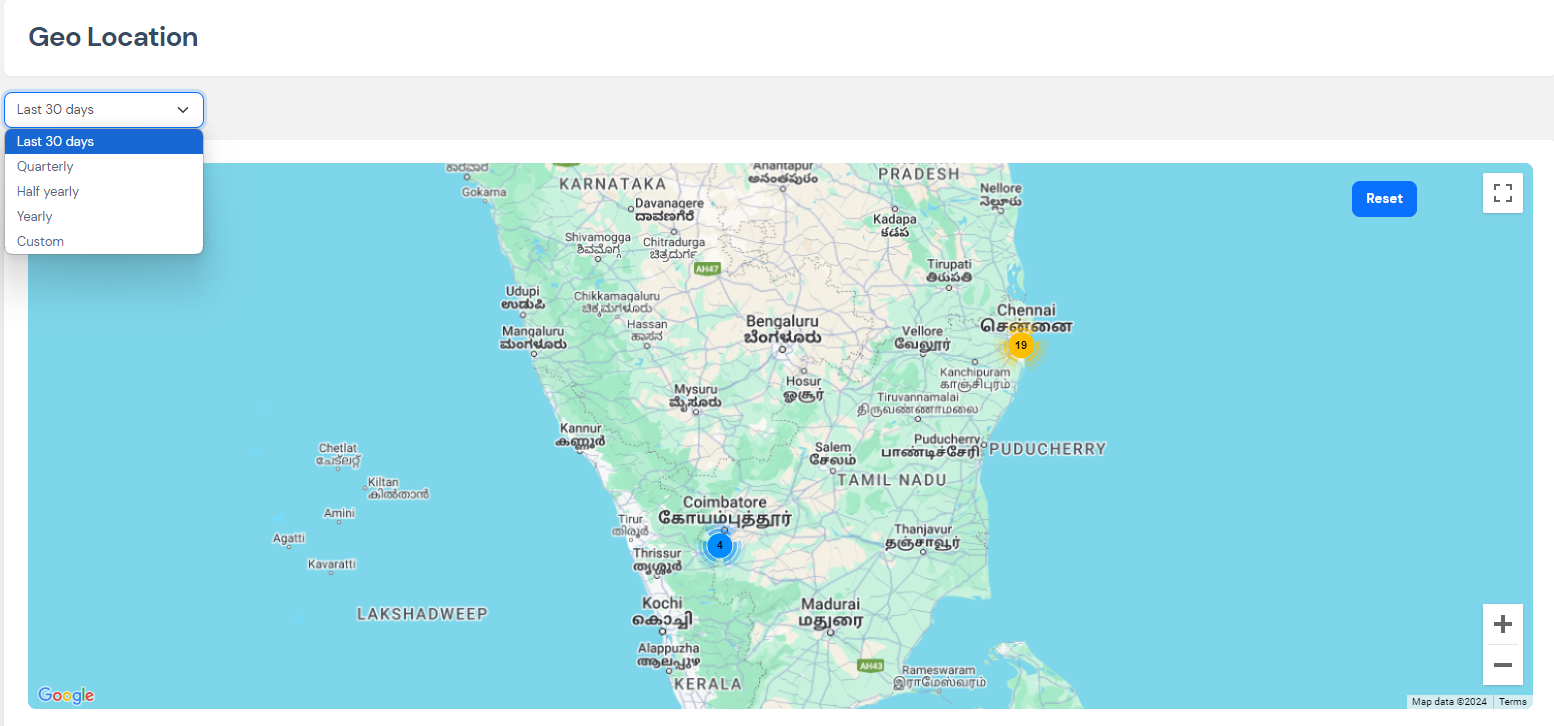 Geo Location
Last 30 days
Last 30 days
Quarterly
Half yearly
Yearly
Custom
Reset
ಕಾರವಾರ
Gokarna
KARNATAKA
Davanagere
ದಾವಣಗೆರೆ
Anantapur
అనంతపురం
PRADESH
Nellore
నెల్లూరు
Kadapa
కడప
Shivamogga
ಶಿವಮೊಗ್ಗ
Chitradurga
ಚಿತ್ರದುರ್ಗ
AH47
Tirupati
తిరుపతి
Udupi
ಉಡುಪಿ
Chikkamagaluru
ಚಿಕ್ಕಮಗಳೂರು
Chennai
சென்னை
19
Hassan
ಹಾಸನ
Bengaluru
ಬೆಂಗಳೂರು
Mangaluru
ಮಂಗಳೂರು
Vellore
வேலூர்
Kanchipuram
காஞ்சிபுரம்
Hosur
ஓசூர்
Mysuru
ಮೈಸೂರು
Tiruvannamalai
திருவண்ணாமலை
Kannur
കണ്ണൂർ
Salem
சேலம்
Puducherry
பாண்டிச்சேரி
PUDUCHERRY
Chetlat
ചേട്ലറ്റ്
Kiltan
കിൽതാൻ
TAMIL NADU
Coimbatore
கோயம்புத்தூர்
Amini
Tirur
തിരൂർ
Agatti
4
Thanjavur
தஞ்சாவூர்
Thrissur
തൃശ്ശൂർ
Kavaratti
LAKSHADWEEP
Kochi
കൊച്ചി
Madurai
மதுரை
Alappuzha
ആലപ്പുഴ
AH43
Rameswaram
இராமேஸ்வரம்
KERALA
Google
Map data ©2024
Terms